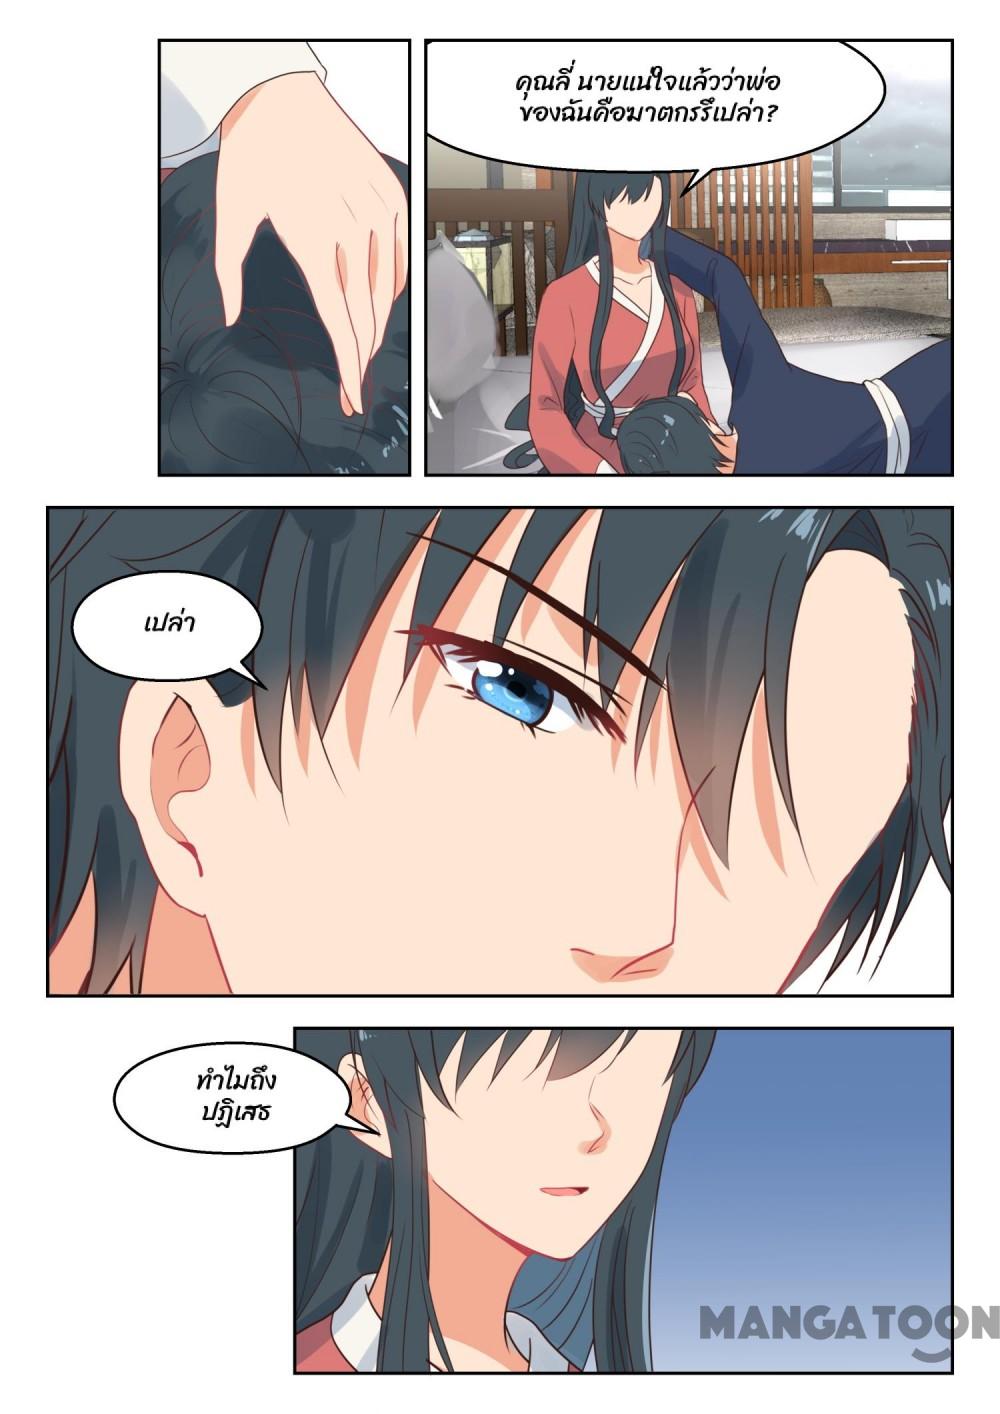 คุณลี่ นายแน่ใจแล้วว่าพ่อ
ของฉันคือฆาตกรรึเปล่า?
เปล่า
ทำไมถึง
ปฏิเสธ
MANGATOON